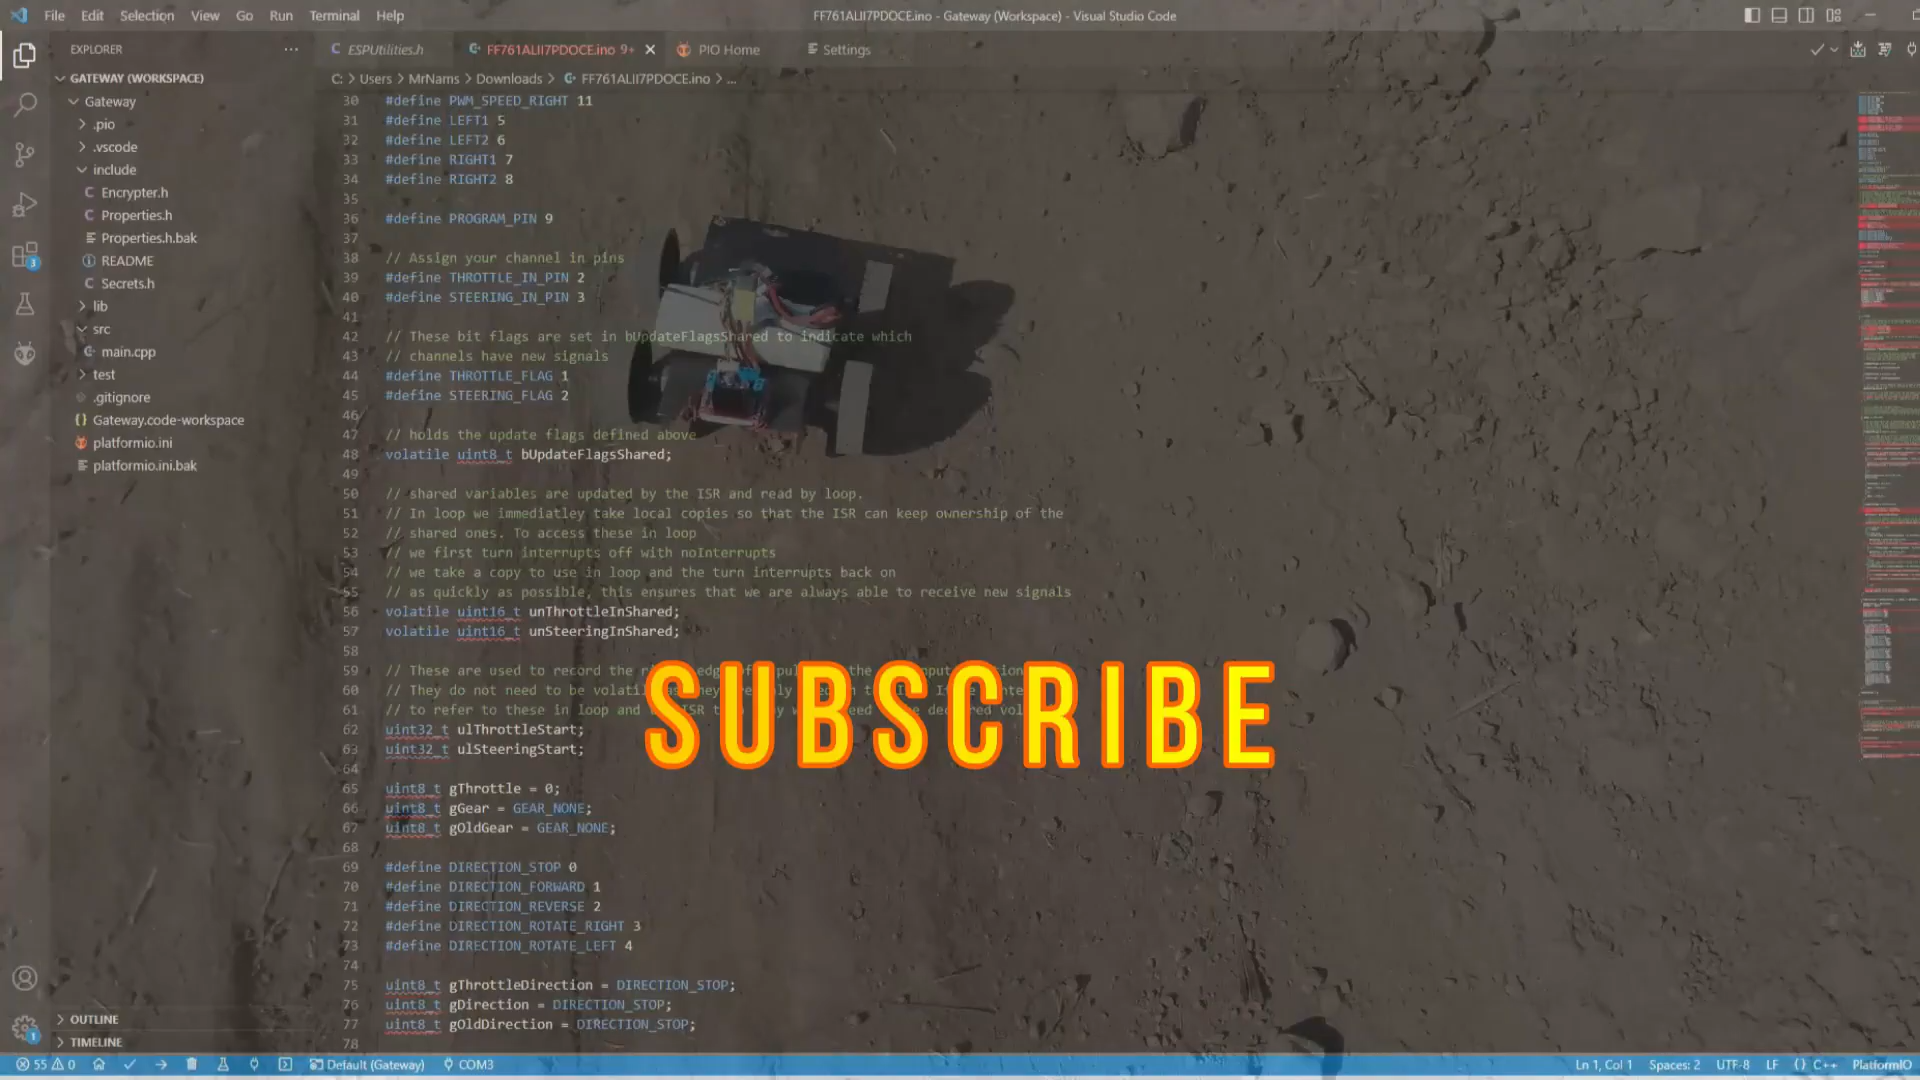 File Edit Selection View Go Run Terminal Help
FF761ALII7PDOCE.ino - Gateway (Workspace) - Visual Studio Code
EXPLORER
GATEWAY (WORKSPACE)
Gateway
.pio
.vscode
include
Encrypter.h
Properties.h
Properties.h.bak
README
Secrets.h
lib
src
main.cpp
test
.gitignore
Gateway.code-workspace
platformio.ini
platformio.ini.bak
OUTLINE
TIMELINE
ESPUtilities.h FF761ALII7PDOCE.ino 9+ PIO Home Settings
C: > Users > MrNams > Downloads > FF761ALII7PDOCE.ino > ...
30 #define PWM_SPEED_RIGHT 11
31 #define LEFT1 5
32 #define LEFT2 6
33 #define RIGHT1 7
34 #define RIGHT2 8
35
36 #define PROGRAM_PIN 9
37
38 // Assign your channel in pins
39 #define THROTTLE_IN_PIN 2
40 #define STEERING_IN_PIN 3
41
42 // These bit flags are set in bUpdateFlagsShared to indicate which
43 // channels have new signals
44 #define THROTTLE_FLAG 1
45 #define STEERING_FLAG 2
46
47 // holds the update flags defined above
48 volatile uint8_t bUpdateFlagsShared;
49
50 // shared variables are updated by the ISR and read by loop.
51 // In loop we immediatley take local copies so that the ISR can keep ownership of the
52 // shared ones. To access these in loop
53 // we first turn interrupts off with noInterrupts
54 // we take a copy to use in loop and the turn interrupts back on
55 // as quickly as possible, this ensures that we are always able to receive new signals
56 volatile uint16_t unThrottleInShared;
57 volatile uint16_t unSteeringInShared;
58
59 // These are used to record the
60 // They do not need to be
61 // to refer to these in loop and
62 uint32_t ulThrottleStart;
63 uint32_t ulSteeringStart;
64
65 uint8_t gThrottle = 0;
66 uint8_t gGear = GEAR_NONE;
67 uint8_t gOldGear = GEAR_NONE;
68
69 #define DIRECTION_STOP 0
70 #define DIRECTION_FORWARD 1
71 #define DIRECTION_REVERSE 2
72 #define DIRECTION_ROTATE_RIGHT 3
73 #define DIRECTION_ROTATE_LEFT 4
74
75 uint8_t gThrottleDirection = DIRECTION_STOP;
76 uint8_t gDirection = DIRECTION_STOP;
77 uint8_t gOldDirection = DIRECTION_STOP;
78
SUBSCRIBE
55 0 Default (Gateway) COM3
Ln 1, Col 1 Spaces: 2 UTF-8 LF {} C++ PlatformIO